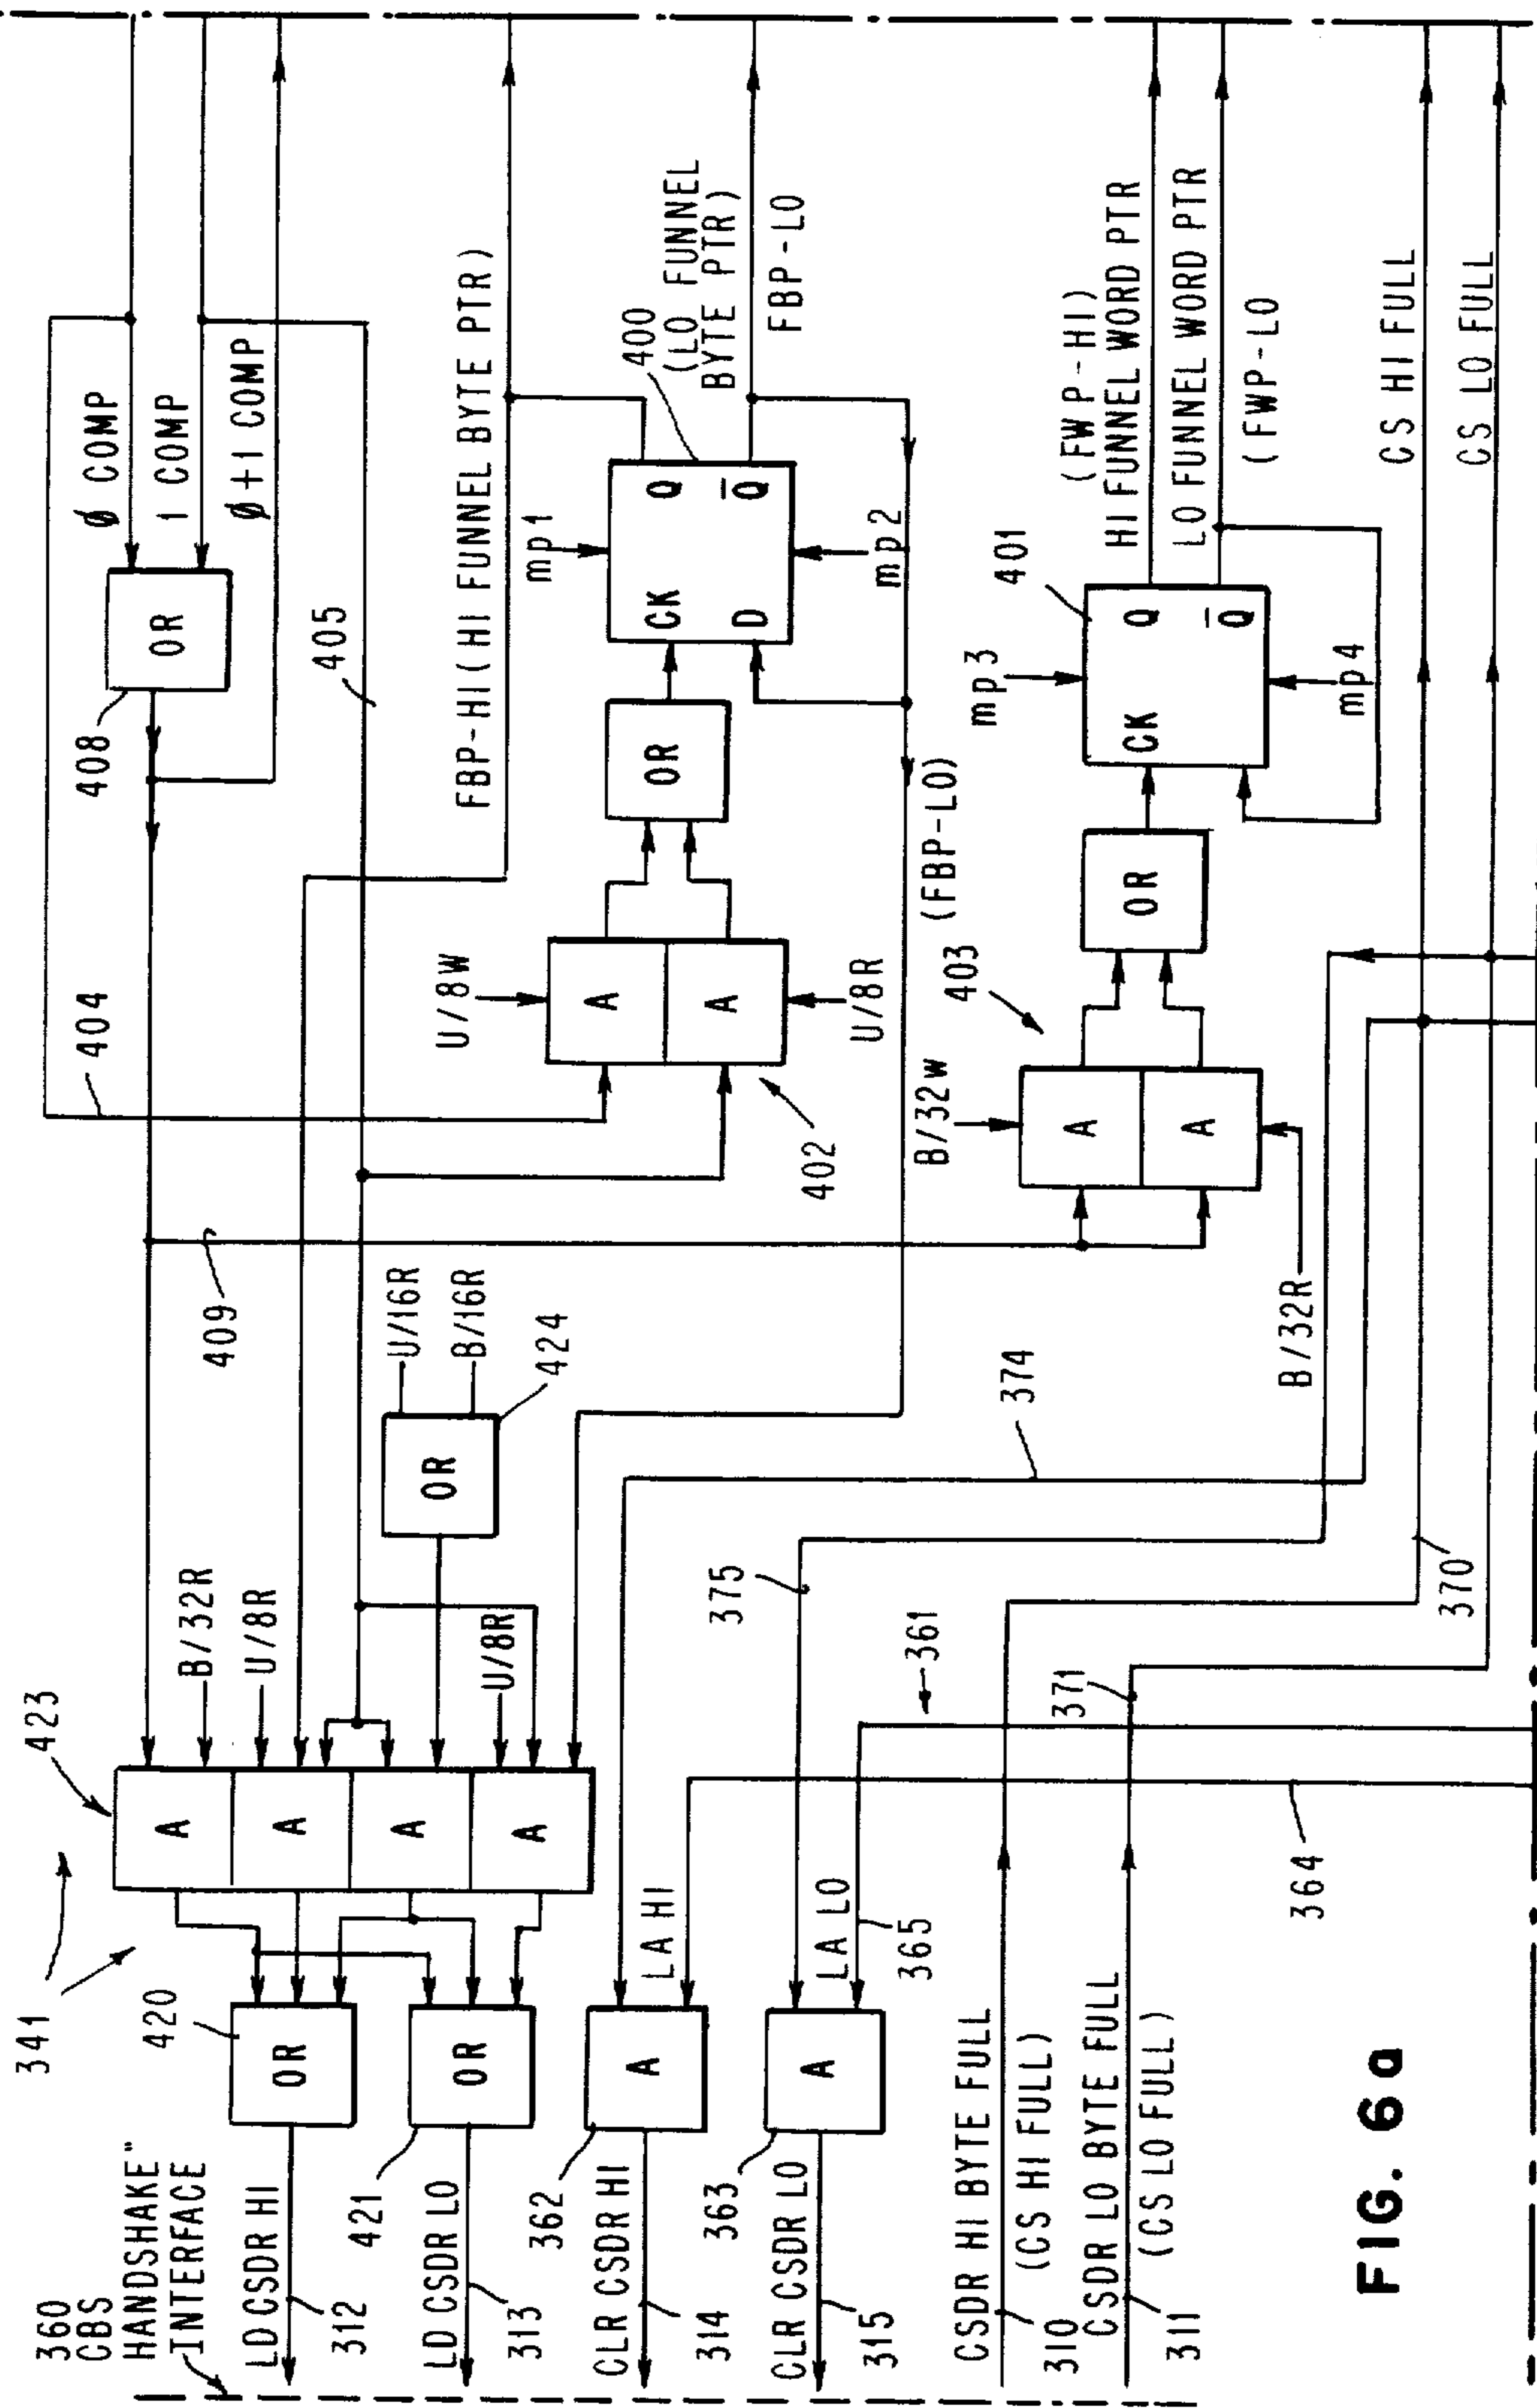 360
CBS
HANDSHAKE"
INTERFACE
341
423
420
OR
LD CSDR HI
312
421
OR
LD CSDR LO
313
A
A
A
A
B/32R
U/8R
U/8R
OR
424
U/16R
B/16R
409
404
405
408
OR
Ø COMP
1 COMP
Ø+1 COMP
FBP-HI (HI FUNNEL BYTE PTR)
U/8W
A
A
U/8R
402
OR
mp1
CK
Q
D
Q
mp2
400
(LO FUNNEL
BYTE PTR)
FBP-LO
(FBP-LO)
362
A
LA HI
CLR CSDR HI
314
363
A
LA LO
365
CLR CSDR LO
315
375
374
361
B/32W
A
A
B/32R
403
OR
mp3
CK
Q
Q
mp4
401
(FWP-HI)
HI FUNNEL WORD PTR
LO FUNNEL WORD PTR
(FWP-LO)
CSDR HI BYTE FULL
310
(CS HI FULL)
CSDR LO BYTE FULL
311
(CS LO FULL)
371
370
364
CS HI FULL
CS LO FULL
FIG. 6a